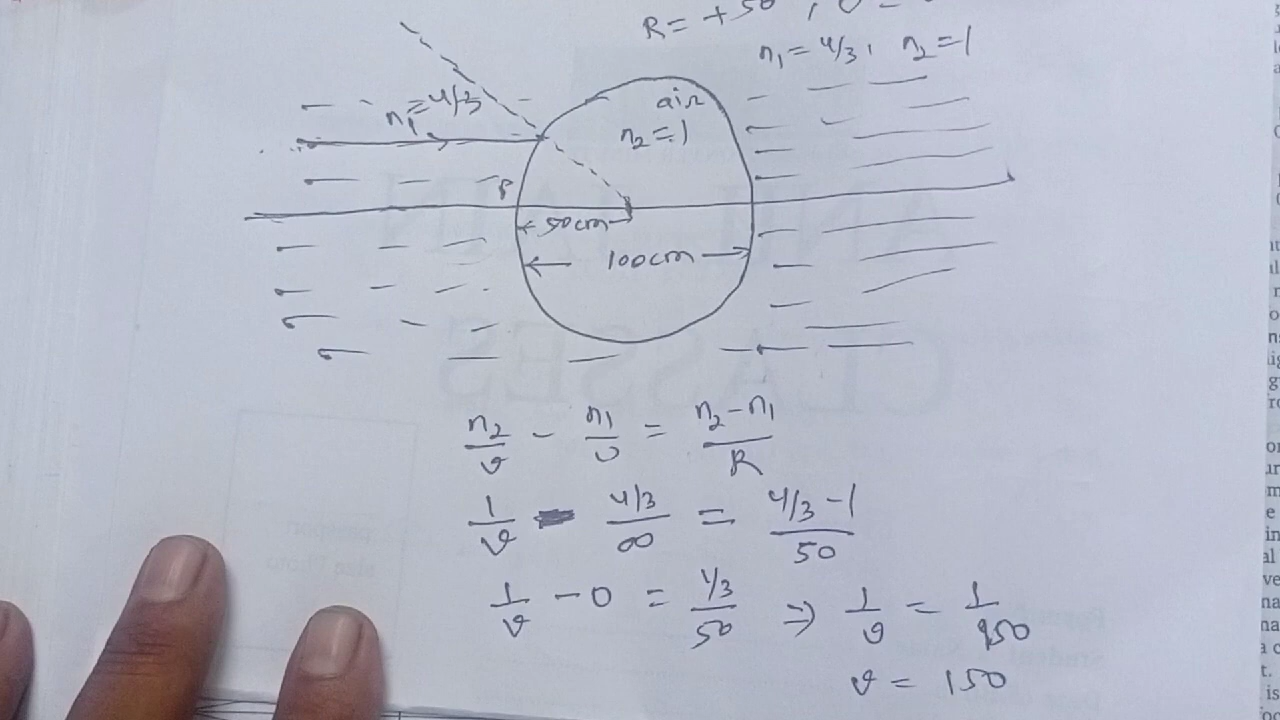 R = +50
n₁ = 4/3, n₂ = 1
n₁ = 4/3
air
n₂ = 1
P
50cm
100cm
n₂/v - n₁/u = n₂-n₁/R
1/v - 4/3/∞ = 4/3-1/50
1/v - 0 = 1/3/50 ⇒ 1/v = 1/150
v = 150